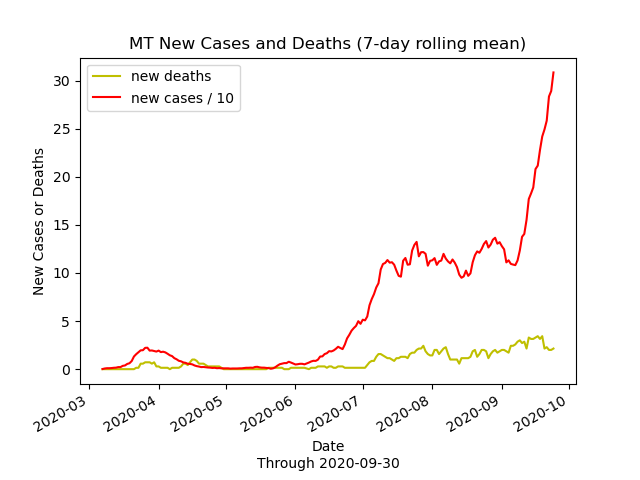 MT New Cases and Deaths (7-day rolling mean)
new deaths
new cases / 10
New Cases or Deaths
30
25
20
15
10
5
0
2020-03
2020-04
2020-05
2020-06
2020-07
2020-08
2020-09
2020-10
Date
Through 2020-09-30